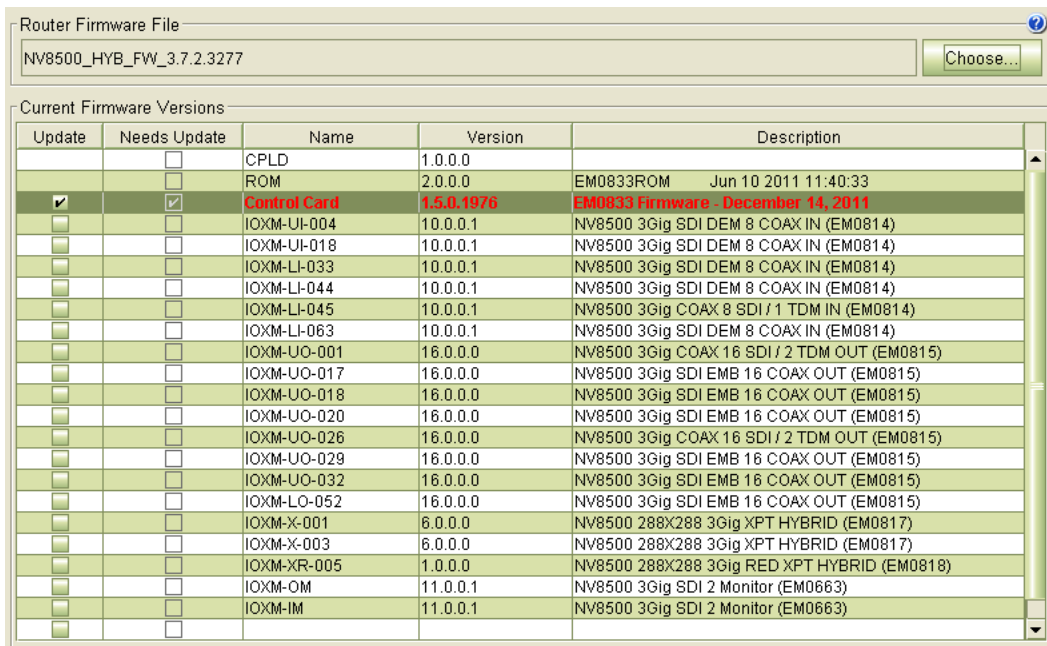 Router Firmware File
?
NV8500_HYB_FW_3.7.2.3277
Choose...
Current Firmware Versions
Update Needs Update Name Version Description
CPLD 1.0.0.0
ROM 2.0.0.0 EM0833ROM Jun 10 2011 11:40:33
Control Card 1.5.0.1976 EM0833 Firmware - December 14, 2011
IOXM-UI-004 10.0.0.1 NV8500 3Gig SDI DEM 8 COAX IN (EM0814)
IOXM-UI-018 10.0.0.1 NV8500 3Gig SDI DEM 8 COAX IN (EM0814)
IOXM-LI-033 10.0.0.1 NV8500 3Gig SDI DEM 8 COAX IN (EM0814)
IOXM-LI-044 10.0.0.1 NV8500 3Gig SDI DEM 8 COAX IN (EM0814)
IOXM-LI-045 10.0.0.1 NV8500 3Gig COAX 8 SDI / 1 TDM IN (EM0814)
IOXM-LI-063 10.0.0.1 NV8500 3Gig SDI DEM 8 COAX IN (EM0814)
IOXM-UO-001 16.0.0.0 NV8500 3Gig COAX 16 SDI / 2 TDM OUT (EM0815)
IOXM-UO-017 16.0.0.0 NV8500 3Gig SDI EMB 16 COAX OUT (EM0815)
IOXM-UO-018 16.0.0.0 NV8500 3Gig SDI EMB 16 COAX OUT (EM0815)
IOXM-UO-020 16.0.0.0 NV8500 3Gig SDI EMB 16 COAX OUT (EM0815)
IOXM-UO-026 16.0.0.0 NV8500 3Gig COAX 16 SDI / 2 TDM OUT (EM0815)
IOXM-UO-029 16.0.0.0 NV8500 3Gig SDI EMB 16 COAX OUT (EM0815)
IOXM-UO-032 16.0.0.0 NV8500 3Gig SDI EMB 16 COAX OUT (EM0815)
IOXM-LO-052 16.0.0.0 NV8500 3Gig SDI EMB 16 COAX OUT (EM0815)
IOXM-X-001 6.0.0.0 NV8500 288X288 3Gig XPT HYBRID (EM0817)
IOXM-X-003 6.0.0.0 NV8500 288X288 3Gig XPT HYBRID (EM0817)
IOXM-XR-005 1.0.0.0 NV8500 288X288 3Gig RED XPT HYBRID (EM0818)
IOXM-OM 11.0.0.1 NV8500 3Gig SDI 2 Monitor (EM0663)
IOXM-IM 11.0.0.1 NV8500 3Gig SDI 2 Monitor (EM0663)